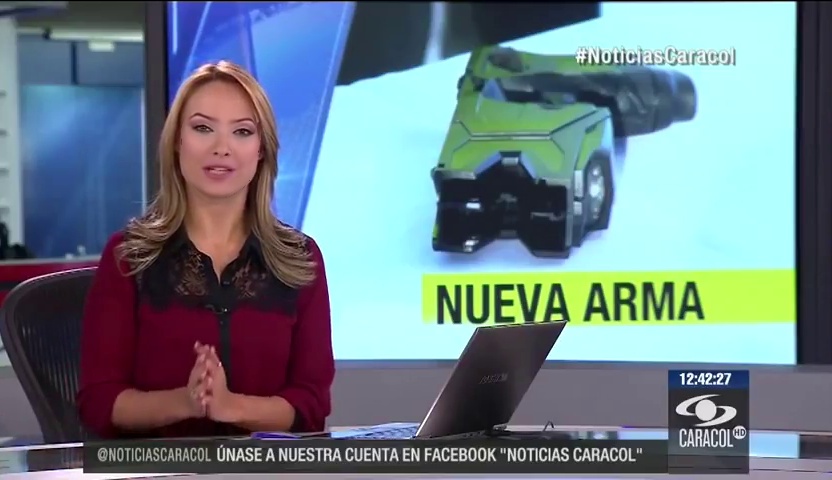 #NoticiasCaracol
NUEVA ARMA
12:42:27
CARACOL HD
@NOTICIASCARACOL ÚNASE A NUESTRA CUENTA EN FACEBOOK "NOTICIAS CARACOL"